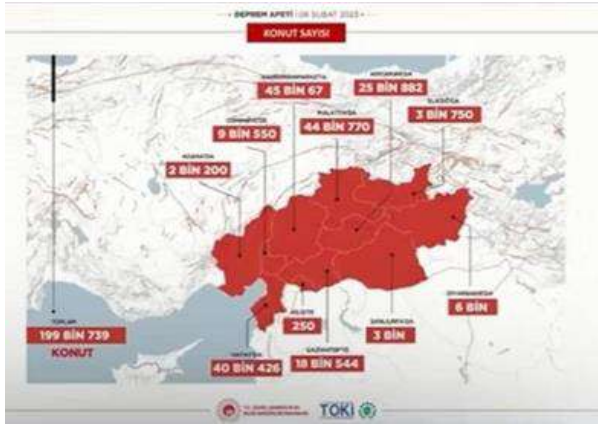 DEPREM AFETİ | 06 ŞUBAT 2023
KONUT SAYISI
KAHRAMANMARAŞ'TA
45 BİN 67
ADIYAMAN'DA
25 BİN 882
ELAZIĞ'DA
3 BİN 750
MALATYA'DA
44 BİN 770
OSMANİYE'DE
9 BİN 550
ADANA'DA
2 BİN 200
DİYARBAKIR'DA
6 BİN
ŞANLIURFA'DA
3 BİN
KİLİS'TE
250
GAZİANTEP'TE
18 BİN 544
HATAY'DA
40 BİN 426
TOPLAM
199 BİN 739
KONUT
TOKİ